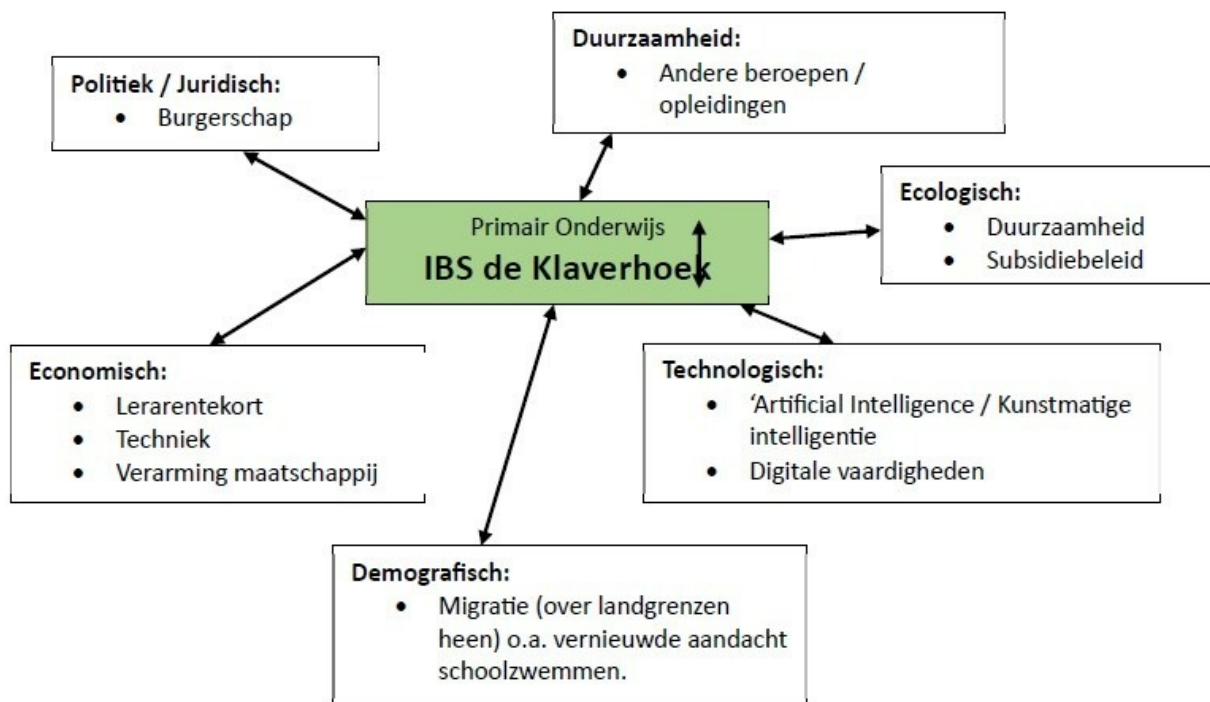 Duurzaamheid:
• Andere beroepen /
opleidingen
Politiek / Juridisch:
• Burgerschap
Ecologisch:
• Duurzaamheid
• Subsidiebeleid
Primair Onderwijs
IBS de Klaverhoek
Economisch:
• Lerarentekort
• Techniek
• Verarming maatschappij
Technologisch:
• ‘Artificial Intelligence / Kunstmatige
intelligentie
• Digitale vaardigheden
Demografisch:
• Migratie (over landgrenzen
heen) o.a. vernieuwde aandacht
schoolzwemmen.